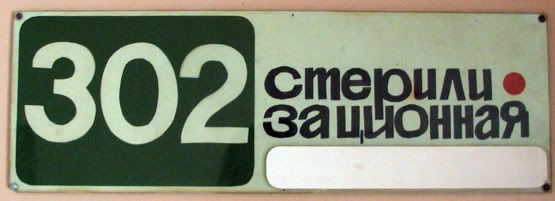 302
стерили
зационная